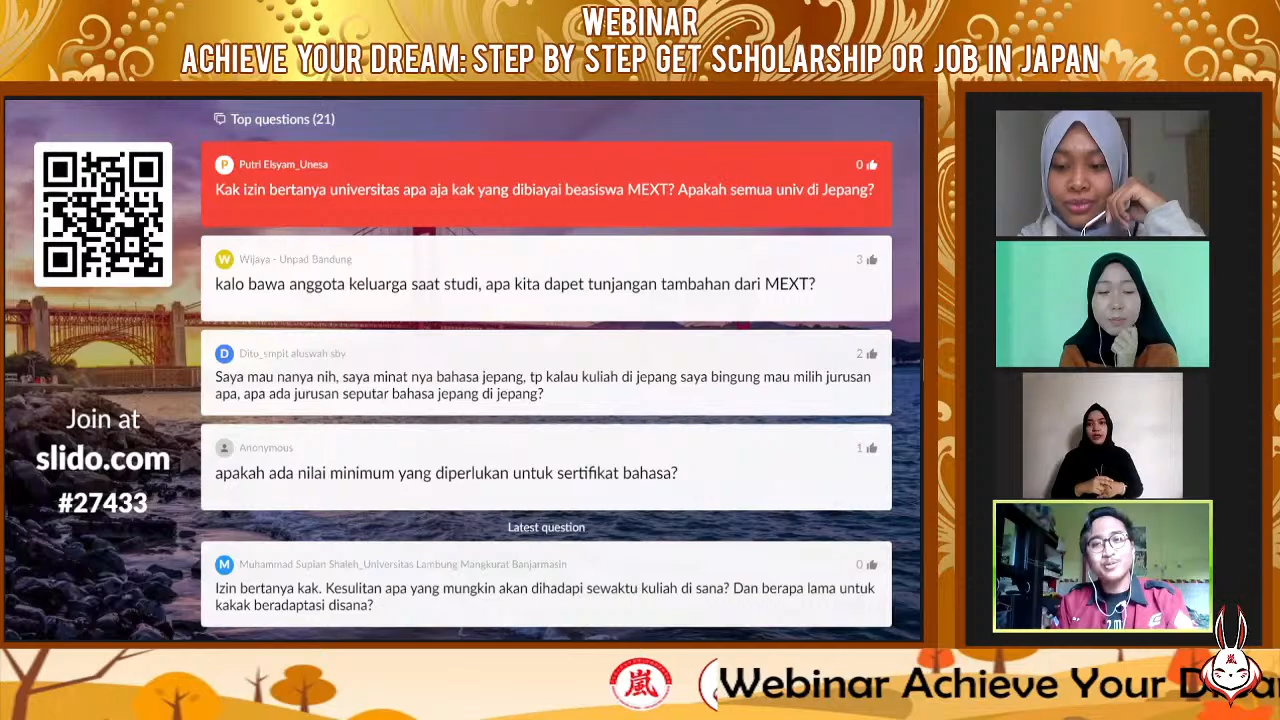 WEBINAR
ACHIEVE YOUR DREAM: STEP BY STEP GET SCHOLARSHIP OR JOB IN JAPAN
Top questions (21)
P Putri Elsyam_Unesa 0
Kak izin bertanya universitas apa aja kak yang dibiayai beasiswa MEXT? Apakah semua univ di Jepang?
W Wijaya - Unpad Bandung 3
kalo bawa anggota keluarga saat studi, apa kita dapet tunjangan tambahan dari MEXT?
D Dito_smpit aluswah sby 2
Saya mau nanya nih, saya minat nya bahasa jepang, tp kalau kuliah di jepang saya bingung mau milih jurusan
apa, apa ada jurusan seputar bahasa jepang di jepang?
Anonymous 1
apakah ada nilai minimum yang diperlukan untuk sertifikat bahasa?
Latest question
M Muhammad Supian Shaleh_Universitas Lambung Mangkurat Banjarmasin 0
Izin bertanya kak. Kesulitan apa yang mungkin akan dihadapi sewaktu kuliah di sana? Dan berapa lama untuk
kakak beradaptasi disana?
Join at
slido.com
#27433
嵐
(Webinar Achieve Your
嵐